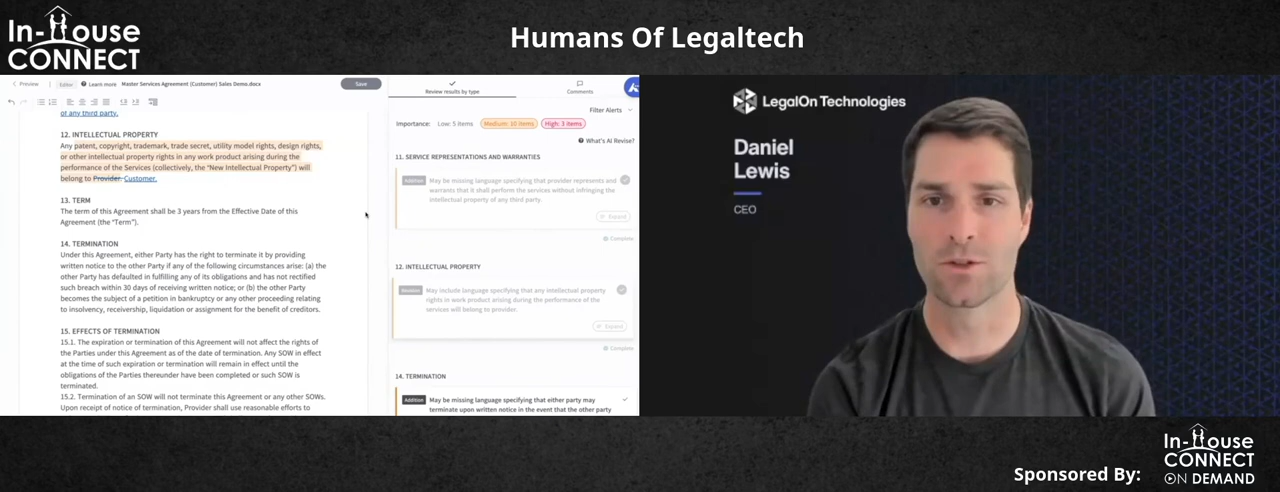 In-House
CONNECT
Humans Of Legaltech
Preview
Editor
Learn more
Master Services Agreement (Customer) Sales Demo.docx
Save
of any third party.
12. INTELLECTUAL PROPERTY
Any patent, copyright, trademark, trade secret, utility model rights, design rights,
or other intellectual property rights in any work product arising during the
performance of the Services (collectively, the “New Intellectual Property”) will
belong to Provider. Customer.
13. TERM
The term of this Agreement shall be 3 years from the Effective Date of this
Agreement (the “Term”).
14. TERMINATION
Under this Agreement, either Party has the right to terminate it by providing
written notice to the other Party if any of the following circumstances arise: (a) the
other Party has defaulted in fulfilling any of its obligations and has not rectified
such breach within 30 days of receiving written notice; or (b) the other Party
becomes the subject of a petition in bankruptcy or any other proceeding relating
to insolvency, receivership, liquidation or assignment for the benefit of creditors.
15. EFFECTS OF TERMINATION
15.1. The expiration or termination of this Agreement will not affect the rights of
the Parties under this Agreement as of the date of termination. Any SOW in effect
at the time of such expiration or termination will remain in effect until the
obligations of the Parties thereunder have been completed or such SOW is
terminated.
15.2. Termination of an SOW will not terminate this Agreement or any other SOWs.
Upon receipt of notice of termination, Provider shall use reasonable efforts to
Review results by type
Comments
Filter Alerts
Importance: Low: 5 items Medium: 10 items High: 3 items
What's AI Revise?
11. SERVICE REPRESENTATIONS AND WARRANTIES
Addition
May be missing language specifying that provider represents and
warrants that it shall perform the services without infringing the
intellectual property of any third party.
Expand
Complete
12. INTELLECTUAL PROPERTY
May include language specifying that any intellectual property
rights in work product arising during the performance of the
services will belong to provider.
Expand
Complete
14. TERMINATION
Addition
May be missing language specifying that either party may
terminate upon written notice in the event that the other party
LegalOn Technologies
Daniel
Lewis
CEO
Sponsored By:
In-House
CONNECT
ON DEMAND